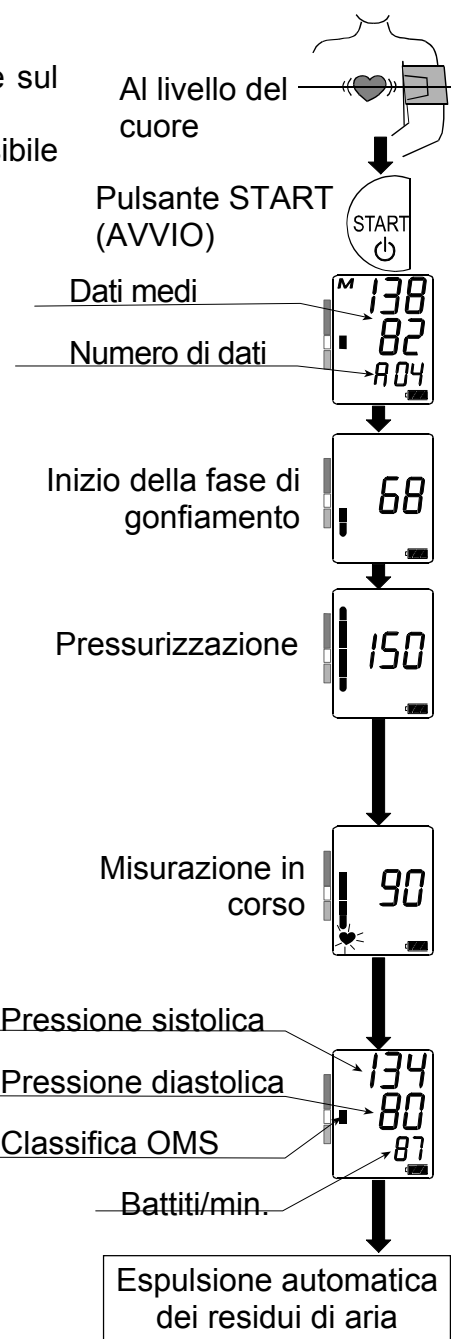 e sul
sibile
Al livello del
cuore
Pulsante START
(AVVIO)
START
Dati medi
M 138
82
Numero di dati
A04
Inizio della fase di
gonfiamento
68
Pressurizzazione
150
Misurazione in
corso
90
Pressione sistolica
134
Pressione diastolica
80
Classifica OMS
87
Battiti/min.
Espulsione automatica
dei residui di aria